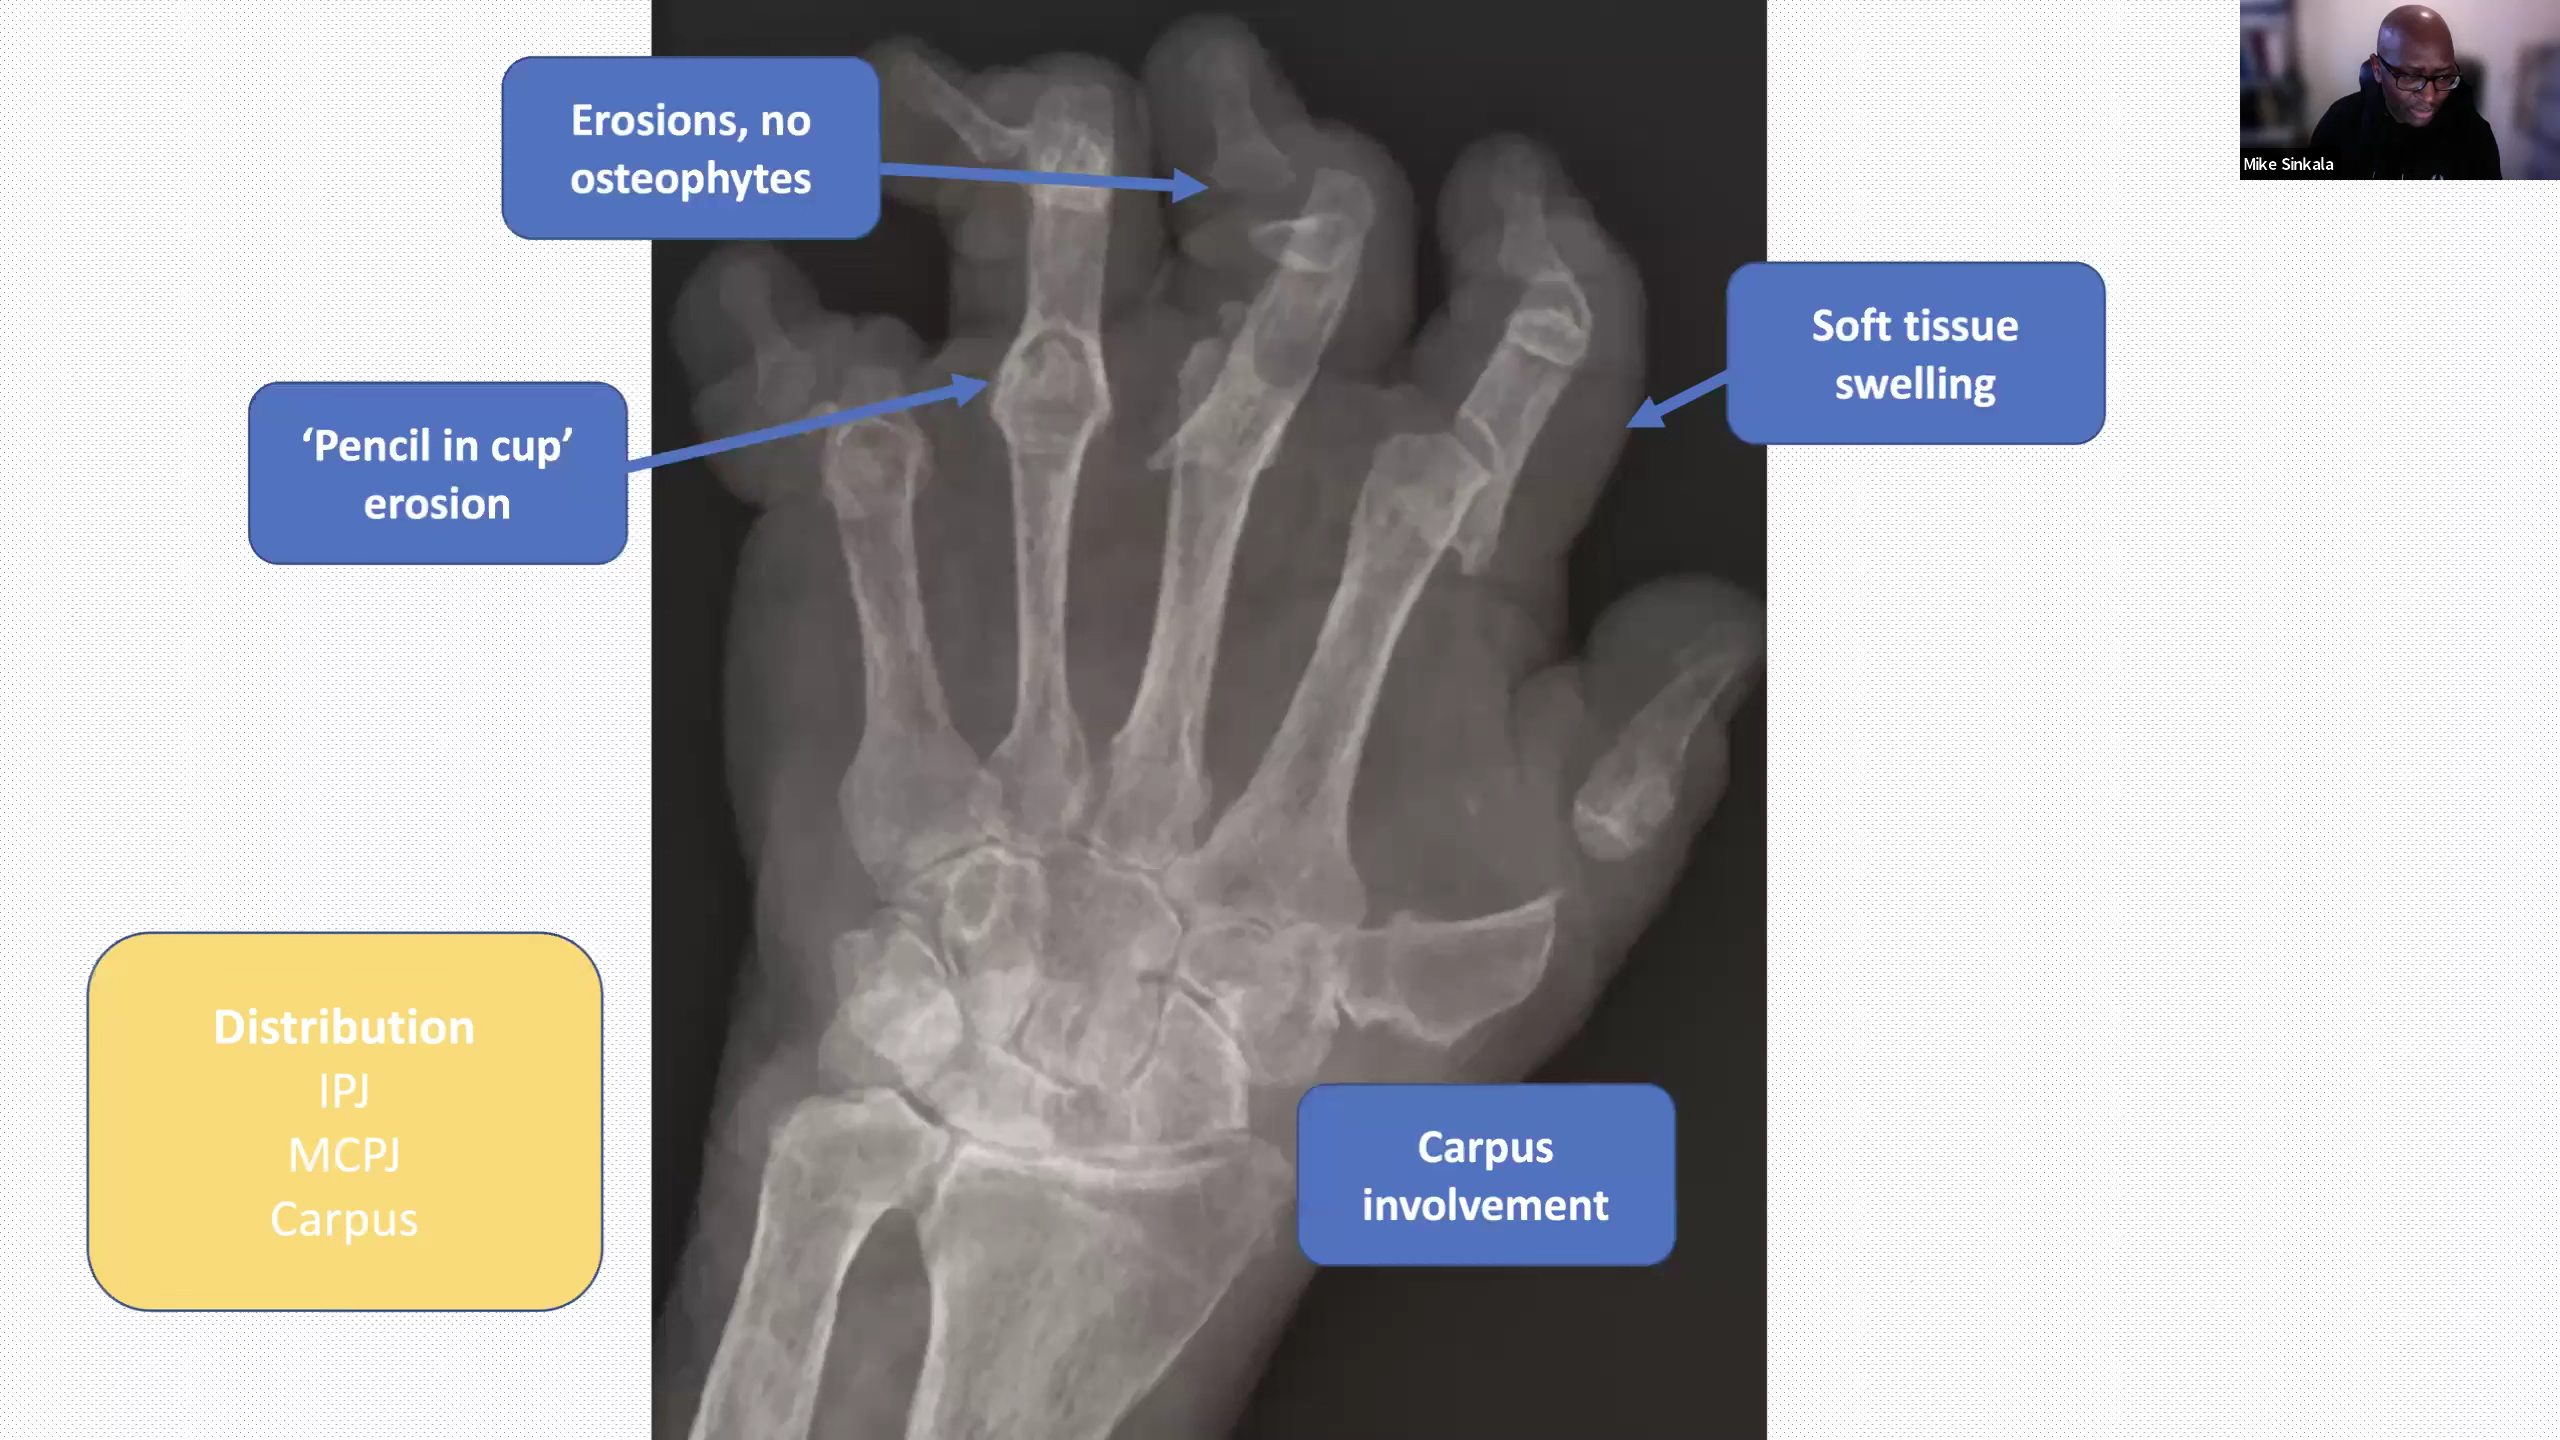 Erosions, no
osteophytes
Mike Sinkala
Soft tissue
swelling
‘Pencil in cup’
erosion
Distribution
IPJ
MCPJ
Carpus
Carpus
involvement